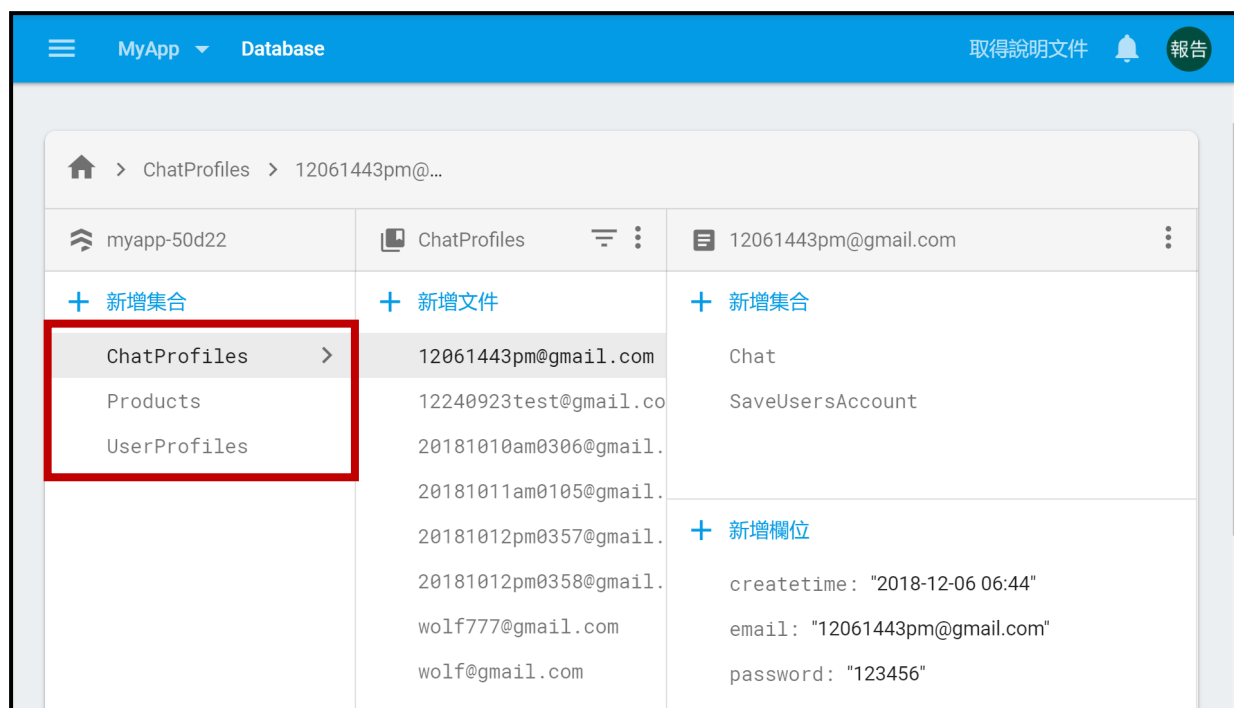 MyApp Database 取得說明文件 報告
ChatProfiles 12061443pm@...
myapp-50d22
新增集合
ChatProfiles
Products
UserProfiles
ChatProfiles
新增文件
12061443pm@gmail.com
12240923test@gmail.co
20181010am0306@gmail.
20181011am0105@gmail.
20181012pm0357@gmail.
20181012pm0358@gmail.
wolf777@gmail.com
wolf@gmail.com
12061443pm@gmail.com
新增集合
Chat
SaveUsersAccount
新增欄位
createtime: "2018-12-06 06:44"
email: "12061443pm@gmail.com"
password: "123456"